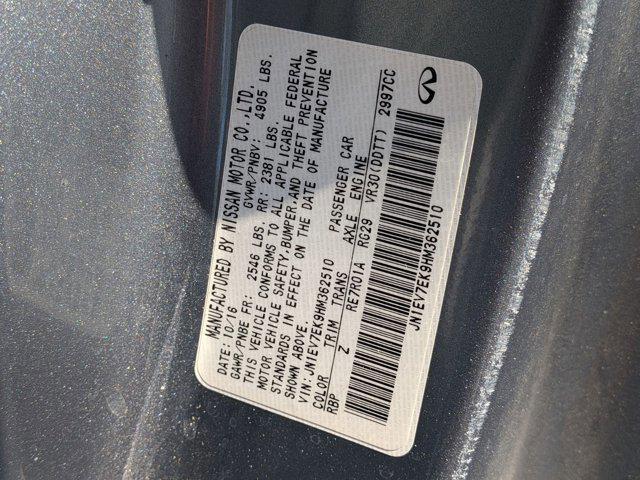 MANUFACTURED BY NISSAN MOTOR CO.,LTD.
DATE: 10/16 GVWR/PNBV: 4905 LBS.
GAWR/PNBE FR: 2546 LBS. RR: 2381 LBS.
THIS VEHICLE CONFORMS TO ALL APPLICABLE FEDERAL
MOTOR VEHICLE SAFETY,BUMPER,AND THEFT PREVENTION
STANDARDS IN EFFECT ON THE DATE OF MANUFACTURE
SHOWN ABOVE.
VIN: JN1EV7EK9HM362510 PASSENGER CAR
COLOR TRIM TRANS AXLE ENGINE
RBP Z RE7R01A RG29 VR30(DDTT) 2997CC
JN1EV7EK9HM362510